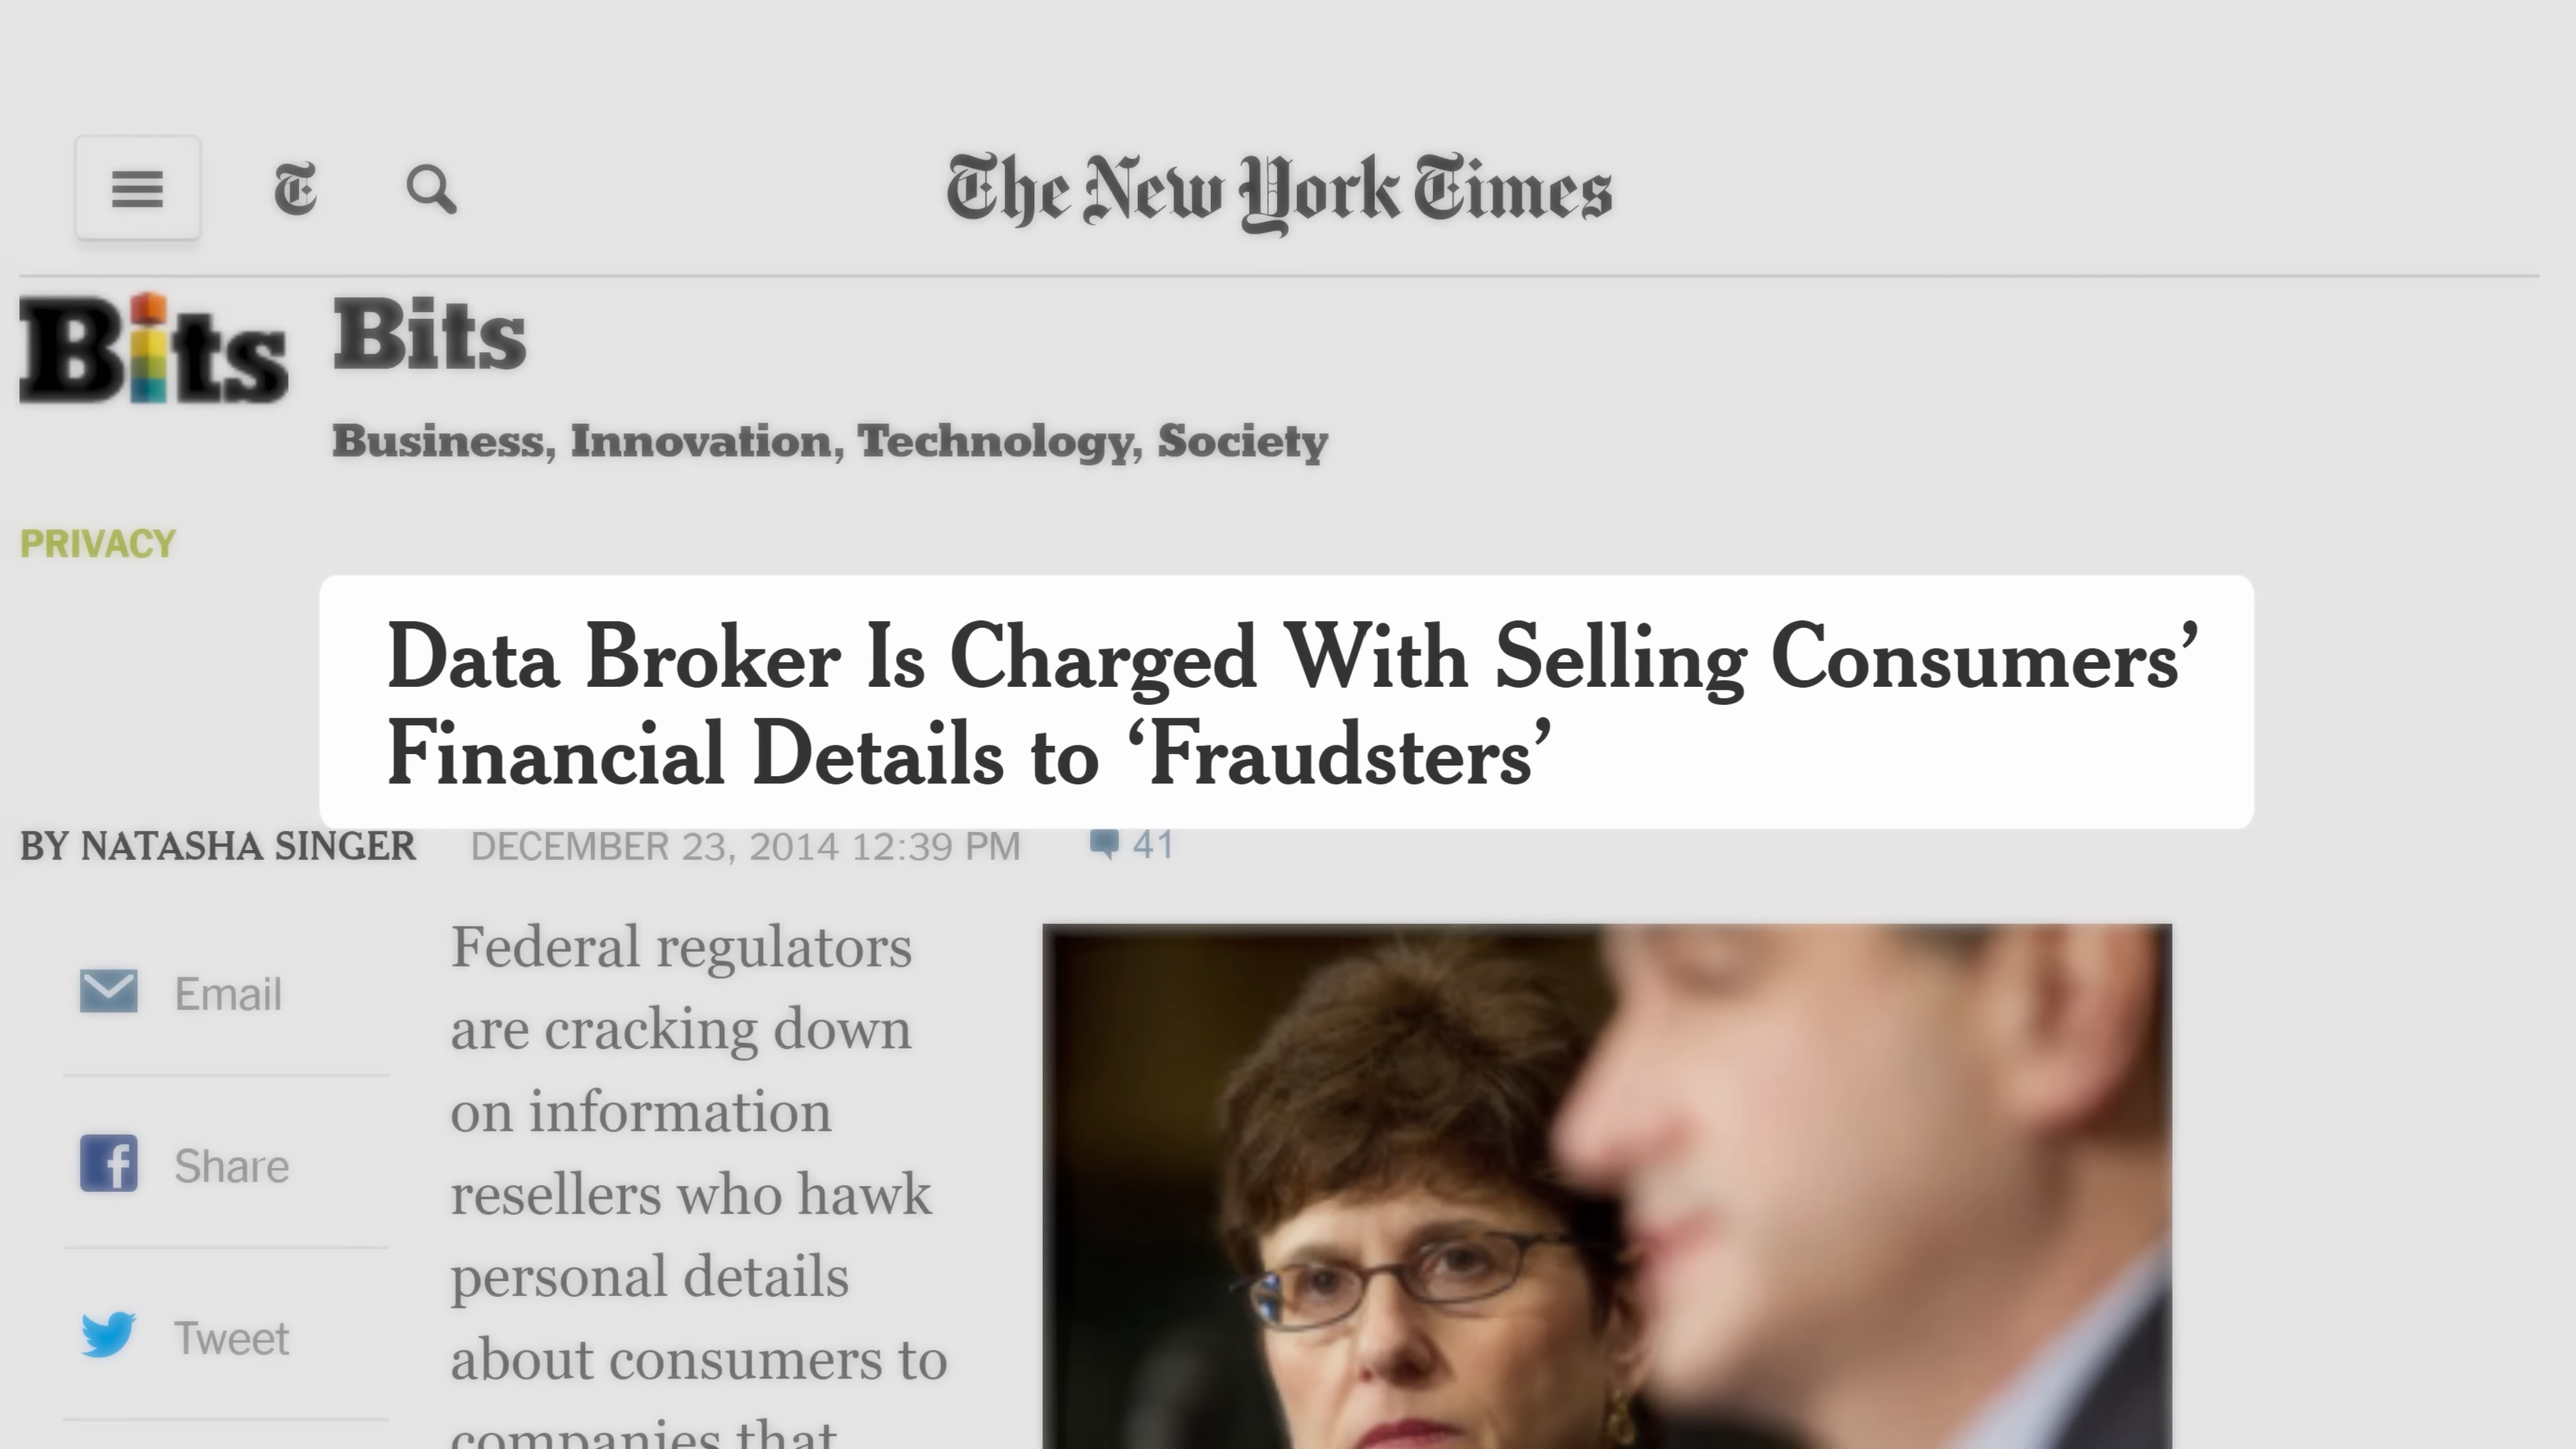 The New York Times
Bits
Bits
Business, Innovation, Technology, Society
PRIVACY
Data Broker Is Charged With Selling Consumers’
Financial Details to ‘Fraudsters’
BY NATASHA SINGER DECEMBER 23, 2014 12:39 PM 41
Email
Share
Tweet
Federal regulators
are cracking down
on information
resellers who hawk
personal details
about consumers to
companies that